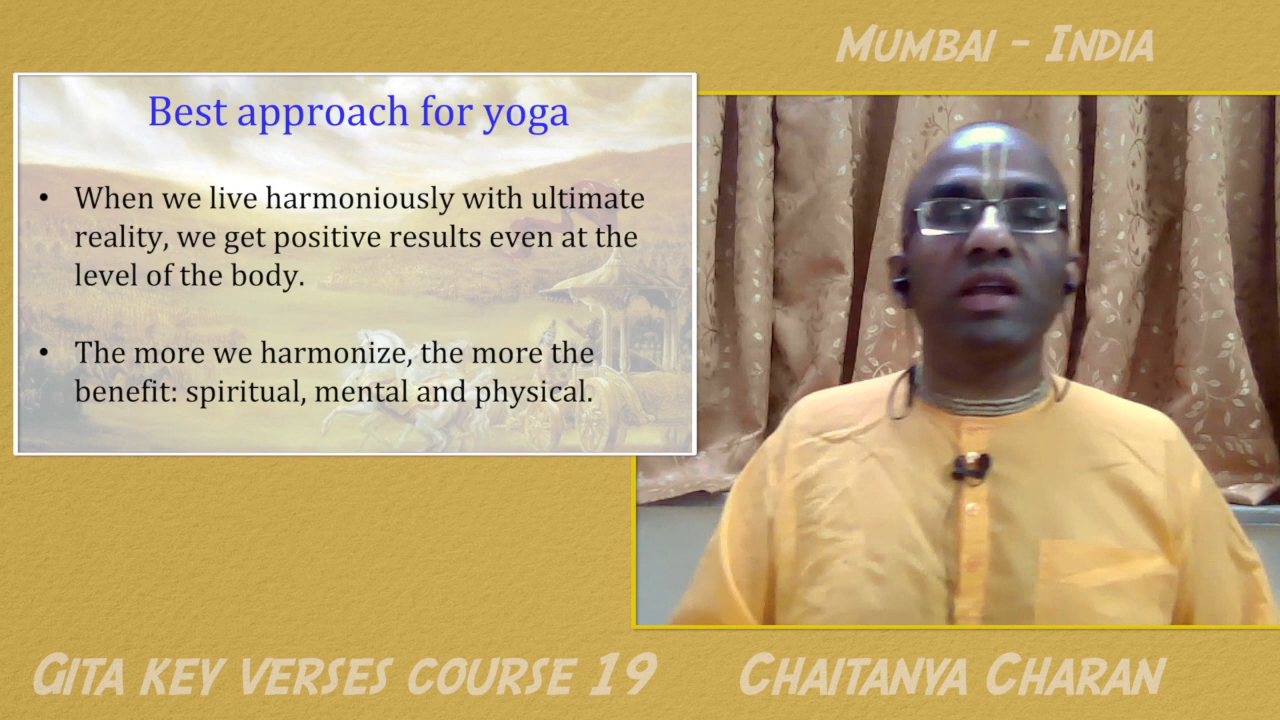 Mumbai - India
Best approach for yoga
• When we live harmoniously with ultimate
reality, we get positive results even at the
level of the body.
• The more we harmonize, the more the
benefit: spiritual, mental and physical.
Gita key verses course 19
Chaitanya Charan